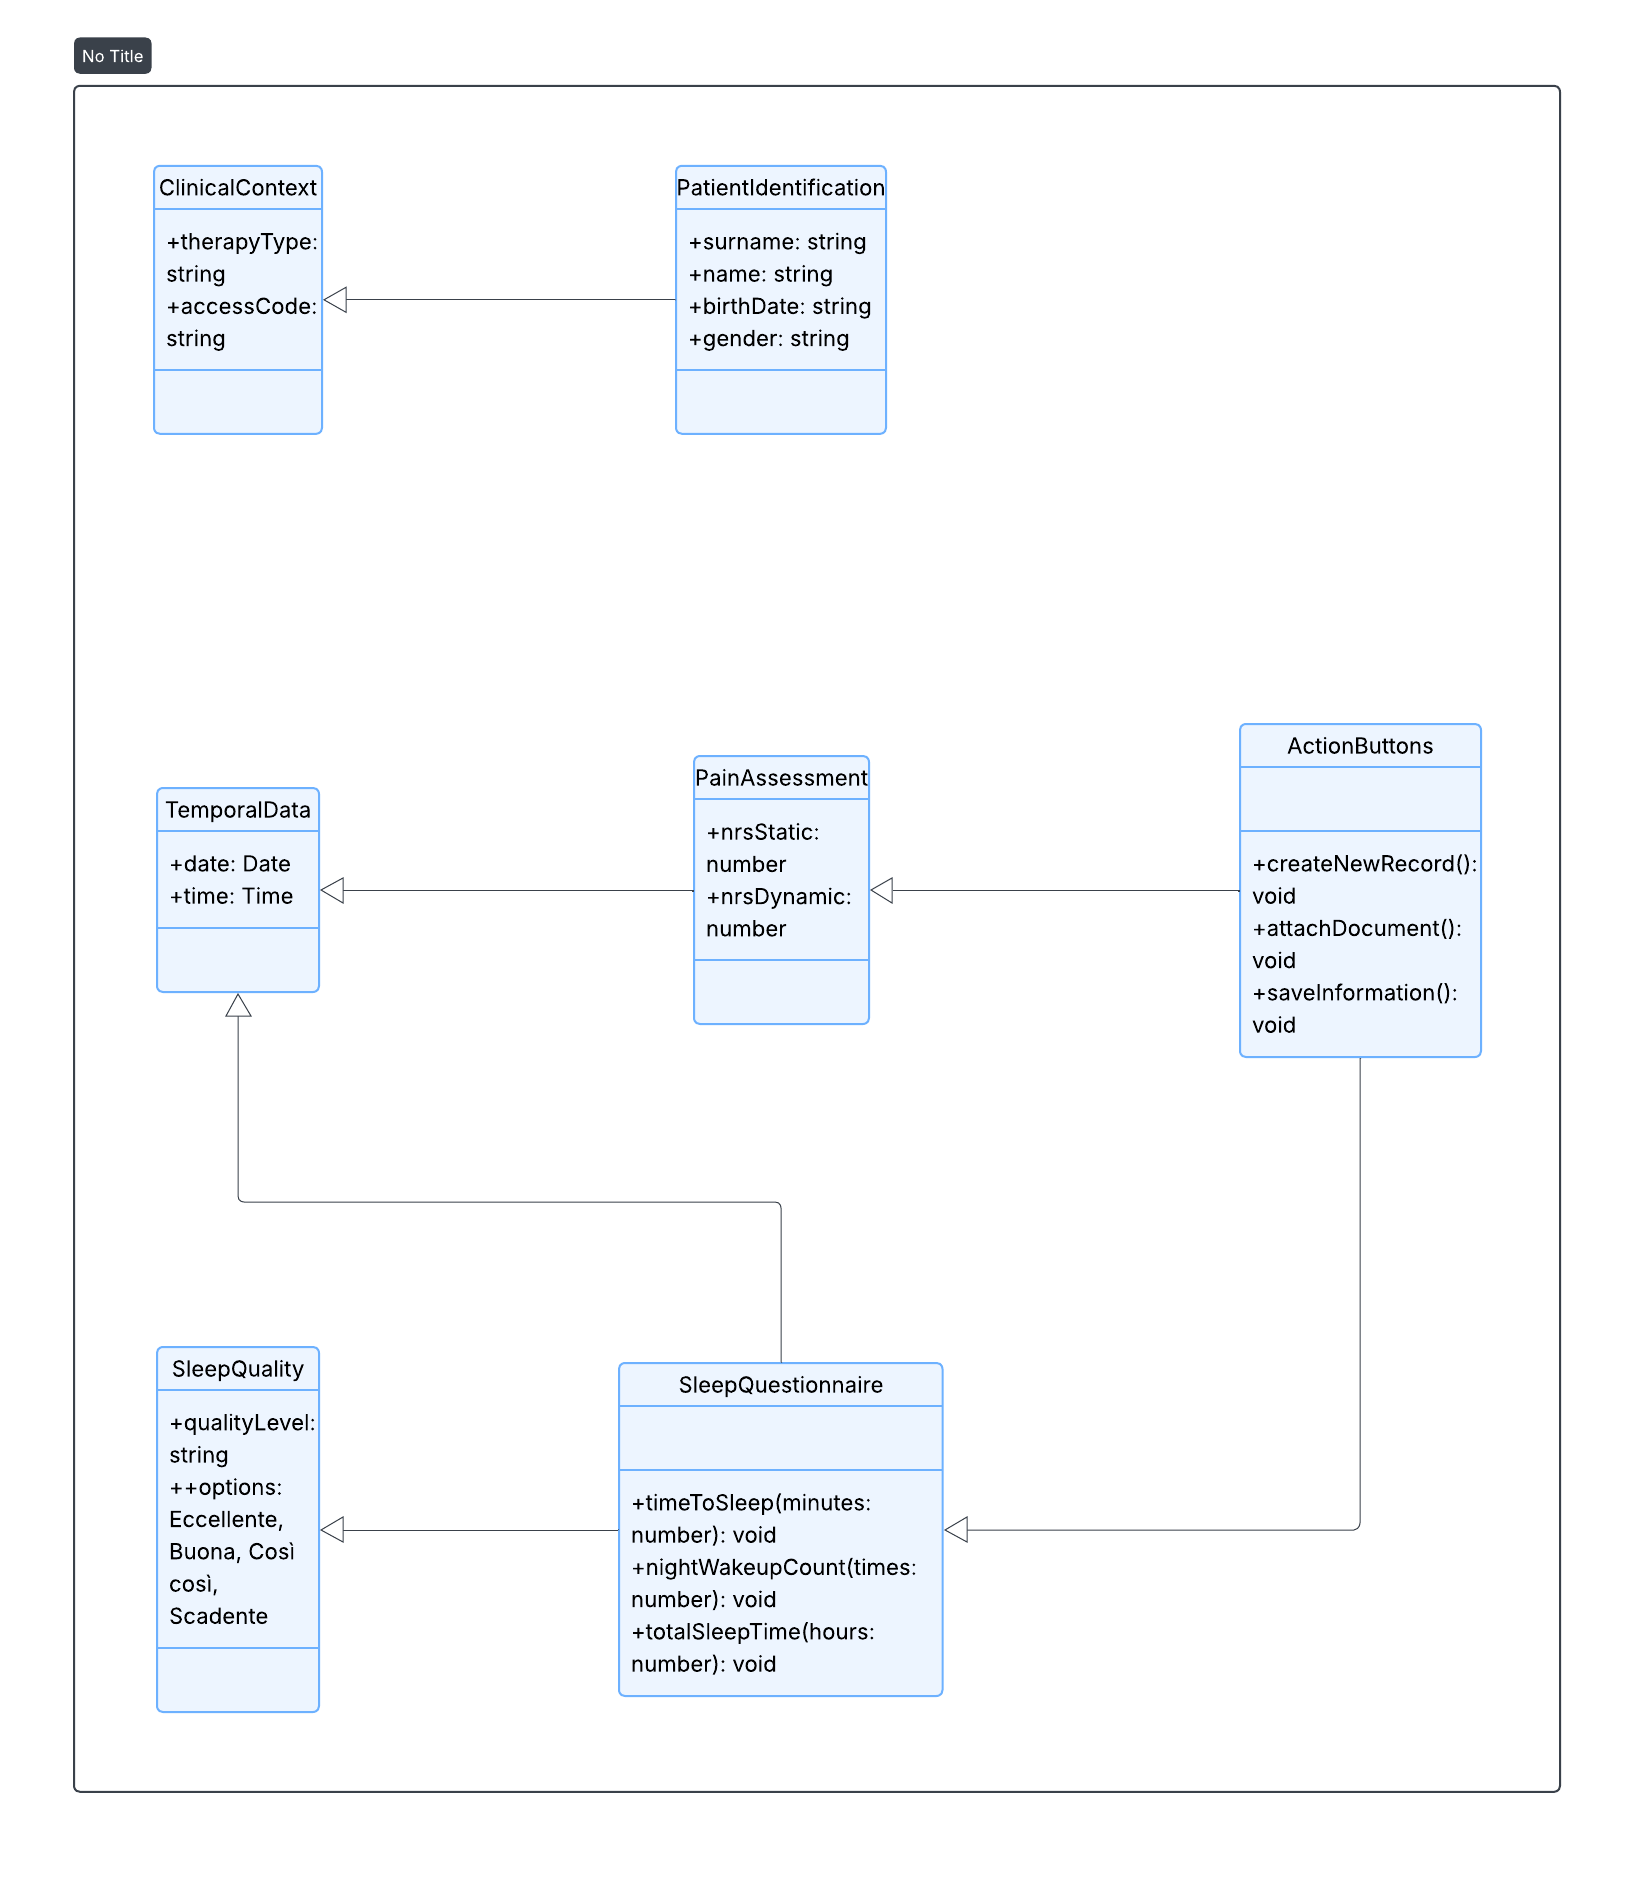 No Title
ClinicalContext
+therapyType:
string
+accessCode:
string
PatientIdentification
+surname: string
+name: string
+birthDate: string
+gender: string
TemporalData
+date: Date
+time: Time
PainAssessment
+nrsStatic:
number
+nrsDynamic:
number
ActionButtons
+createNewRecord():
void
+attachDocument():
void
+saveInformation():
void
SleepQuality
+qualityLevel:
string
++options:
Eccellente,
Buona, Così
così,
Scadente
SleepQuestionnaire
+timeToSleep(minutes:
number): void
+nightWakeupCount(times:
number): void
+totalSleepTime(hours:
number): void